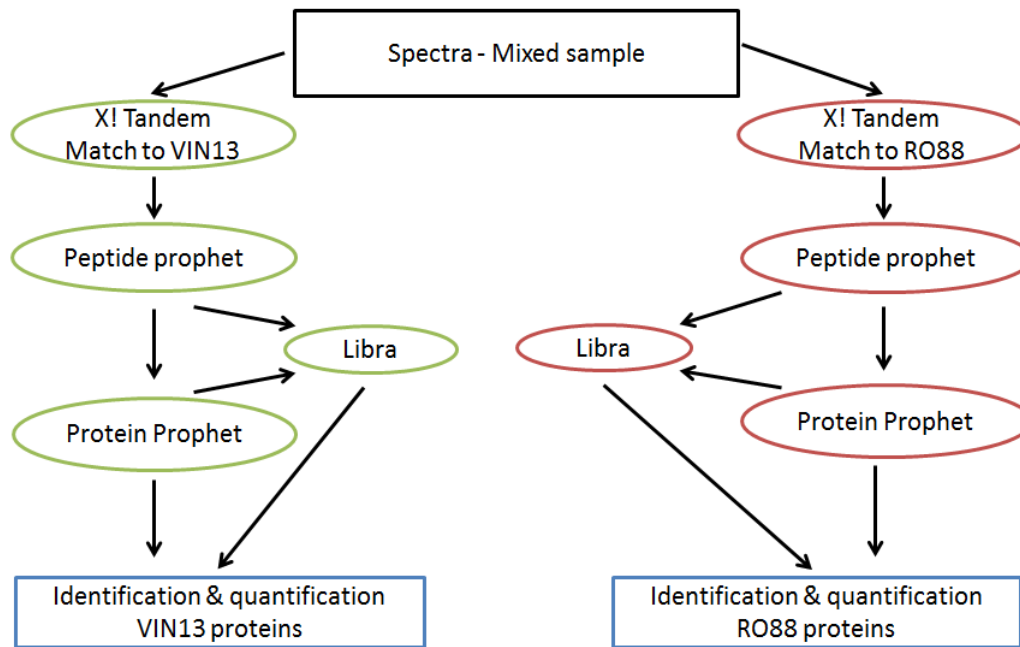 Spectra - Mixed sample
X! Tandem
Match to VIN13
X! Tandem
Match to RO88
Peptide prophet
Peptide prophet
Libra
Libra
Protein Prophet
Protein Prophet
Identification & quantification
VIN13 proteins
Identification & quantification
RO88 proteins